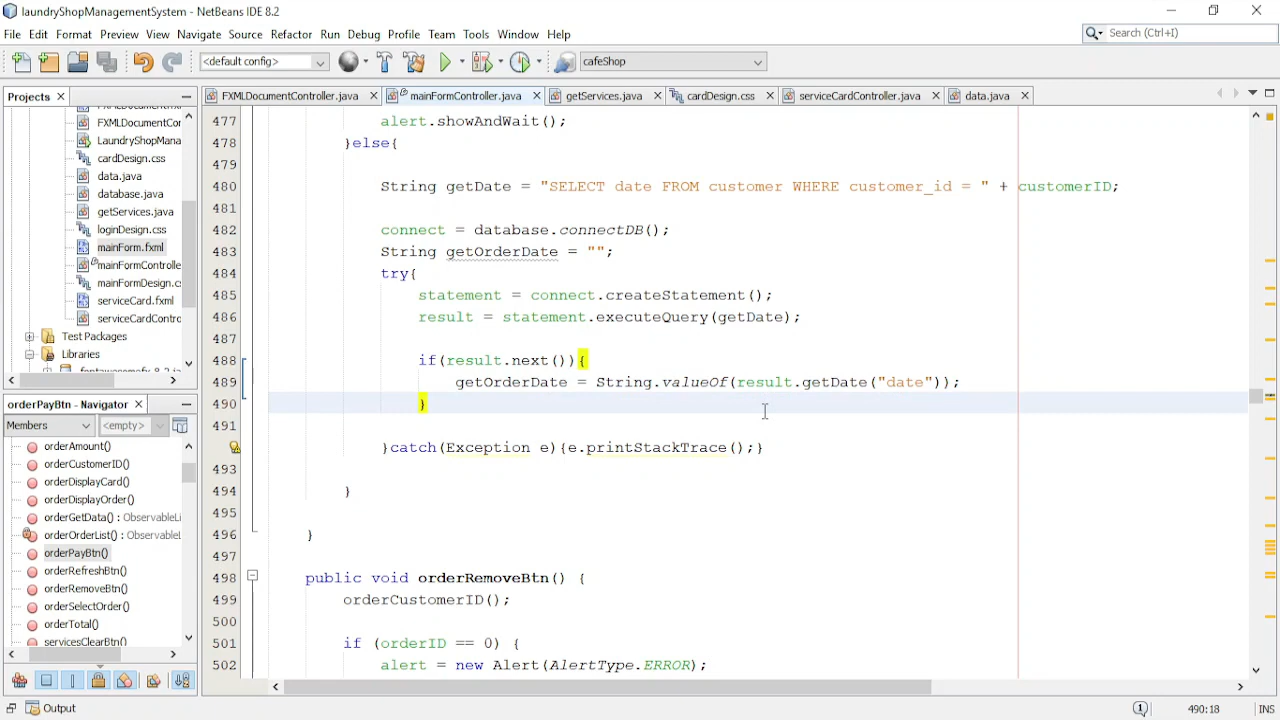 laundryShopManagementSystem - NetBeans IDE 8.2
File Edit Format Preview View Navigate Source Refactor Run Debug Profile Team Tools Window Help
Search (Ctrl+I)
<default config>
cafeShop
Projects
FXMLDocumentController.java
mainFormController.java
getServices.java
cardDesign.css
serviceCardController.java
data.java
FXMLDocumentCor
LaundryShopMana
cardDesign.css
data.java
database.java
getServices.java
loginDesign.css
mainForm.fxml
mainFormControlle
mainFormDesign.cs
serviceCard.fxml
serviceCardContro
Test Packages
Libraries
orderPayBtn - Navigator
Members
<empty>
orderAmount()
orderCustomerID()
orderDisplayCard()
orderDisplayOrder()
orderGetData() : ObservableLi
orderOrderList() : ObservableL
orderPayBtn()
orderRefreshBtn()
orderRemoveBtn()
orderSelectOrder()
orderTotal()
servicesClearBtn()
477 alert.showAndWait();
478 }else{
479
480 String getDate = "SELECT date FROM customer WHERE customer_id = " + customerID;
481
482 connect = database.connectDB();
483 String getOrderDate = "";
484 try{
485 statement = connect.createStatement();
486 result = statement.executeQuery(getDate);
487
488 if(result.next()){
489 getOrderDate = String.valueOf(result.getDate("date"));
490 }
491
}catch(Exception e){e.printStackTrace();}
493
494 }
495
496 }
497
498 public void orderRemoveBtn() {
499 orderCustomerID();
500
501 if (orderID == 0) {
502 alert = new Alert(AlertType.ERROR);
Output
490:18
INS